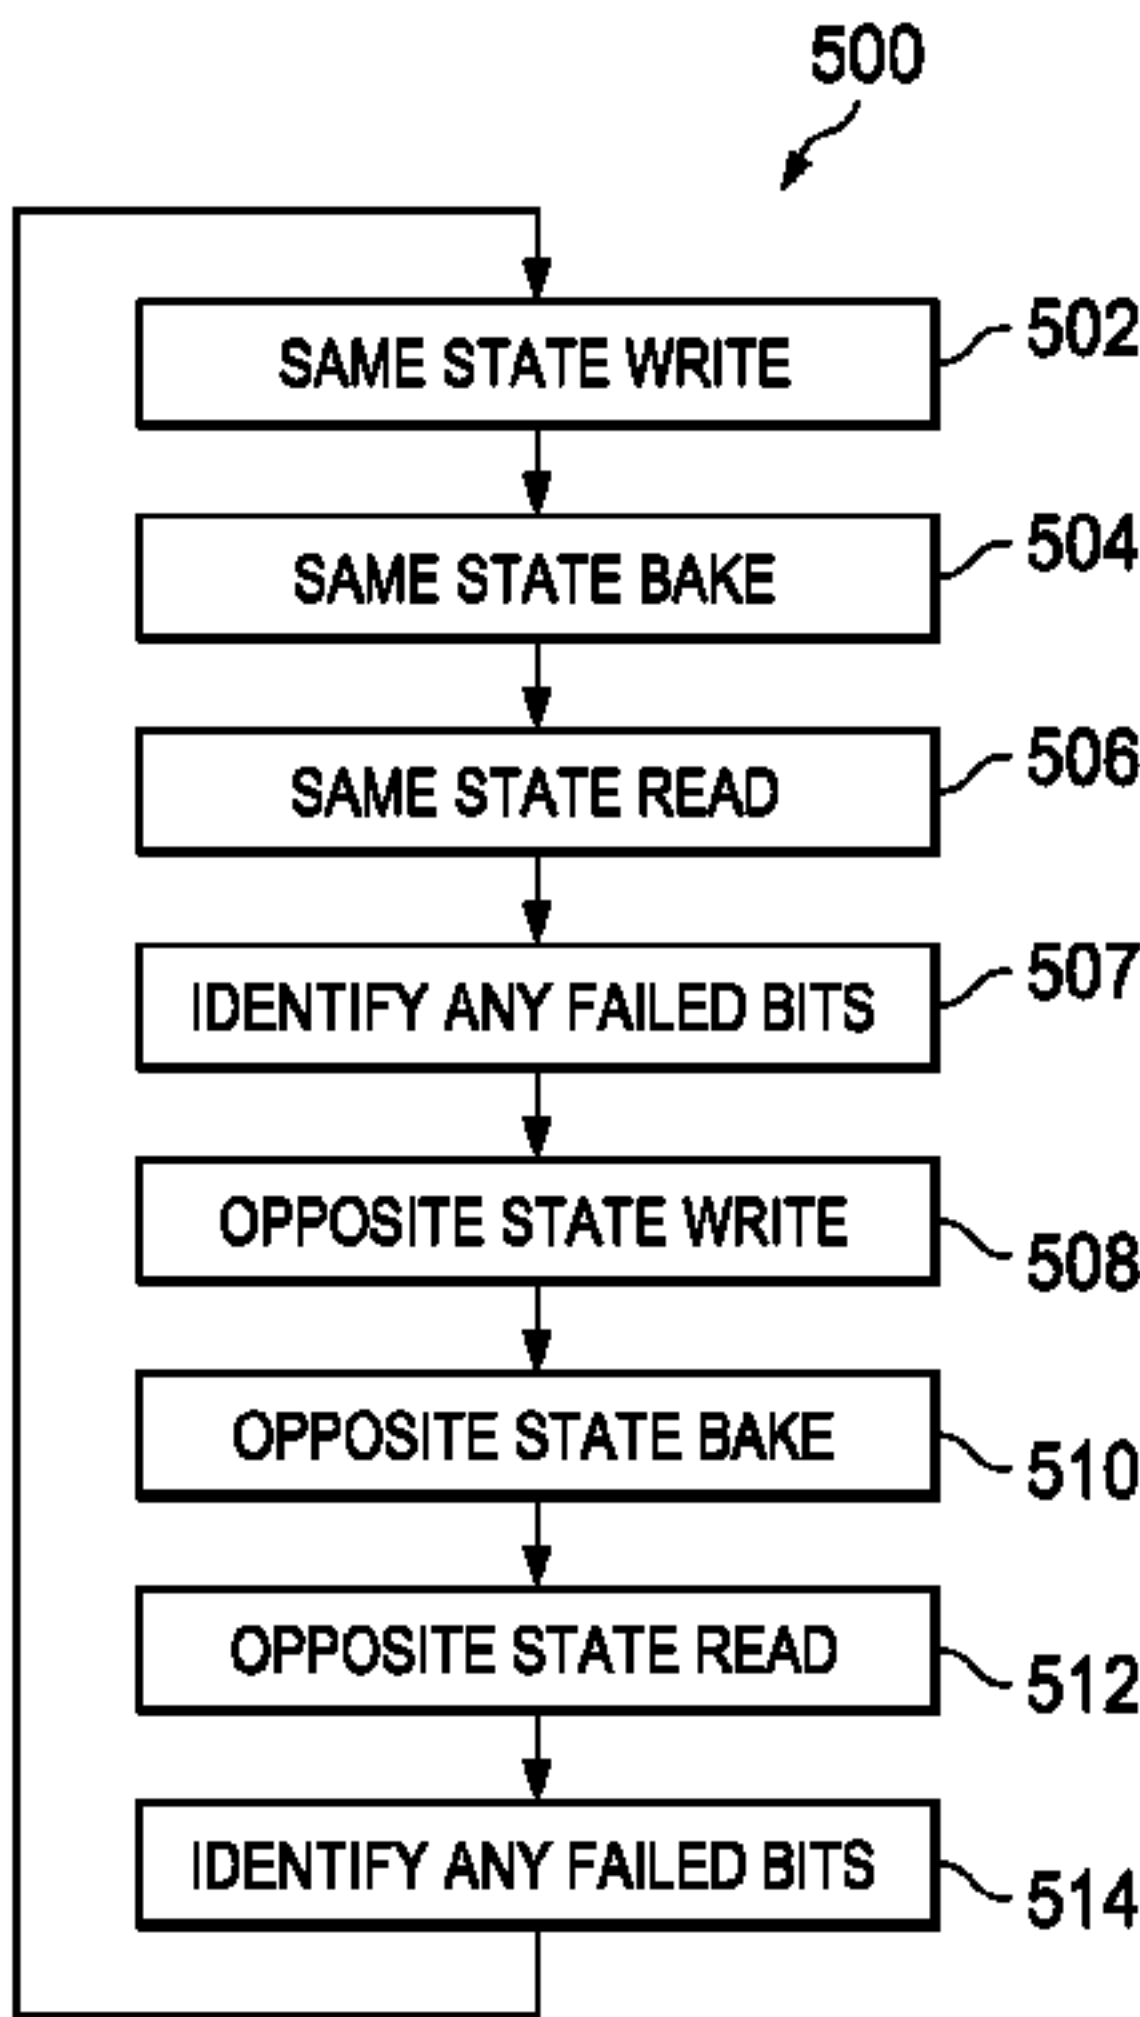 500
SAME STATE WRITE 502
SAME STATE BAKE 504
SAME STATE READ 506
IDENTIFY ANY FAILED BITS 507
OPPOSITE STATE WRITE 508
OPPOSITE STATE BAKE 510
OPPOSITE STATE READ 512
IDENTIFY ANY FAILED BITS 514